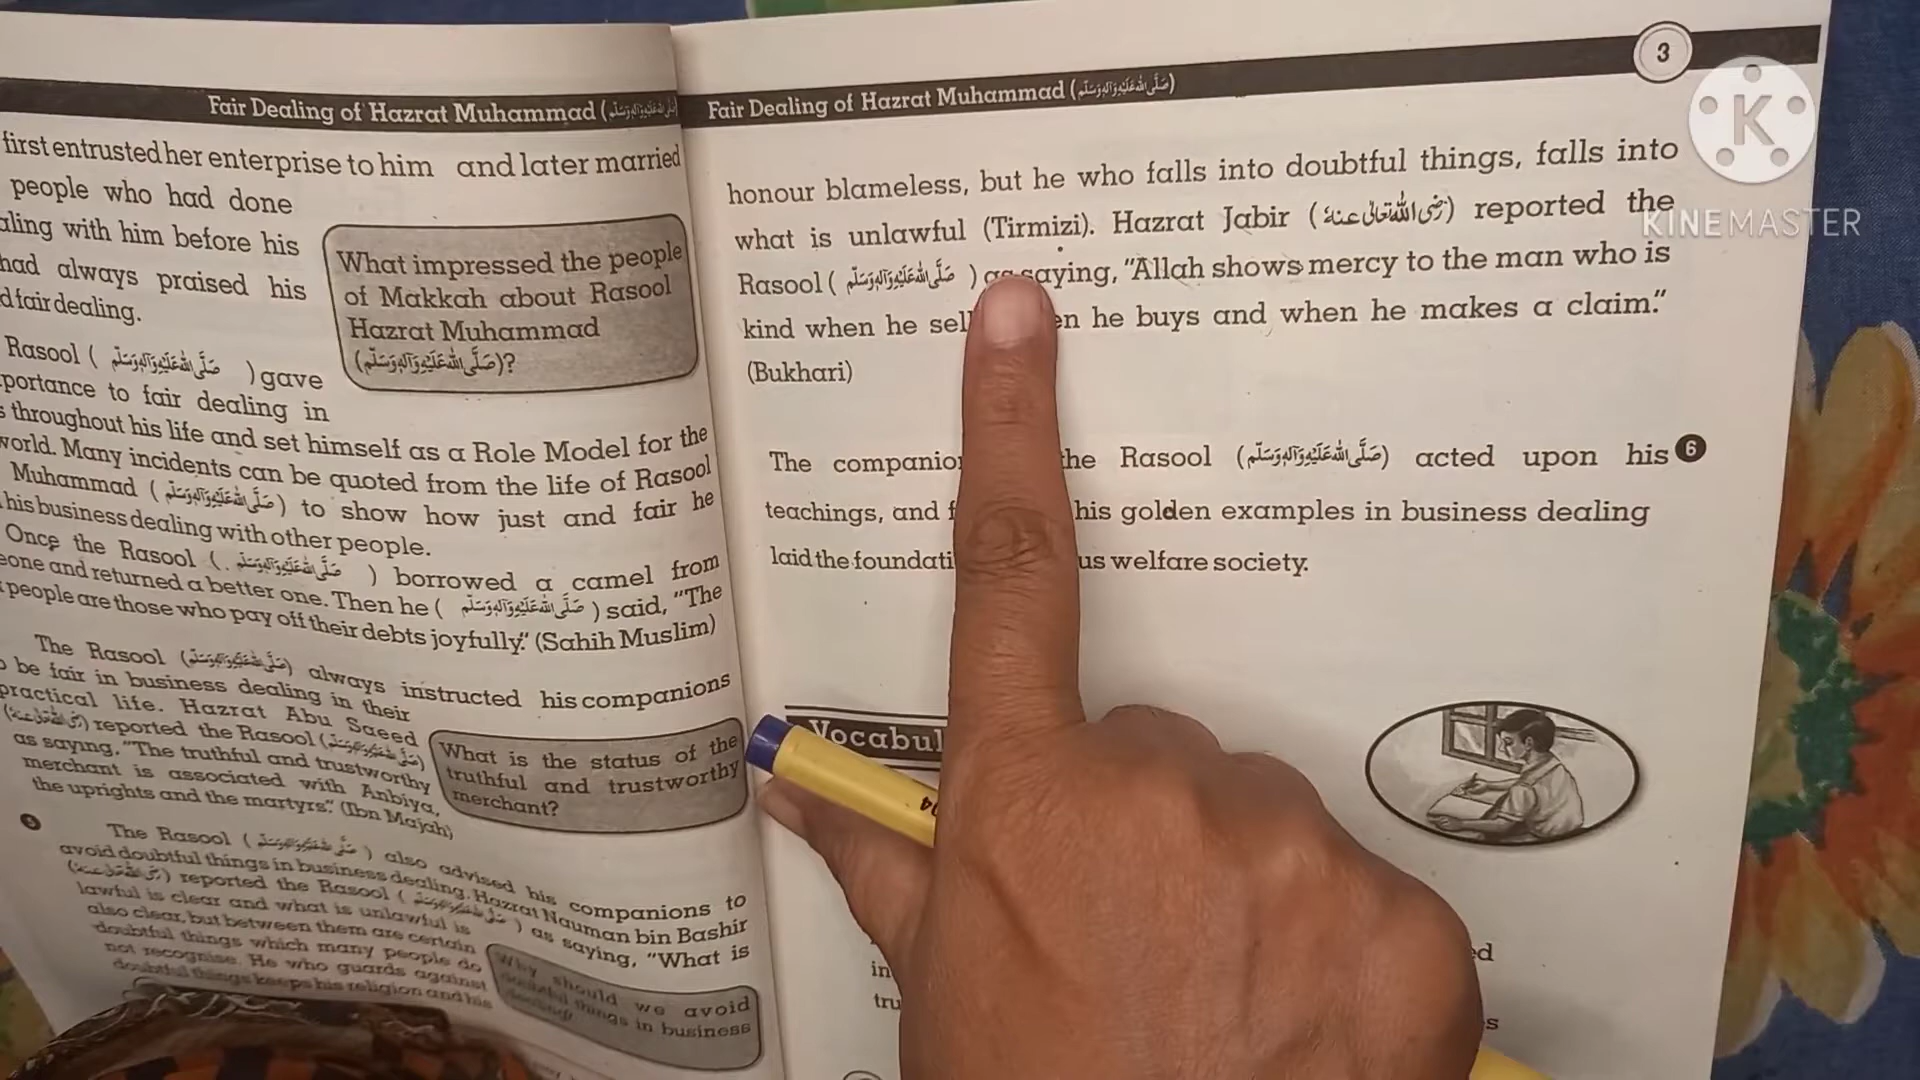 Fair Dealing of Hazrat Muhammad (صَلَّى اللهُ عَلَيْهِ وَآلِهٖ وَسَلَّم)
first entrusted her enterprise to him and later married
people who had done
aling with him before his
had always praised his
d fair dealing.
What impressed the people
of Makkah about Rasool
Hazrat Muhammad
(صَلَّى اللهُ عَلَيْهِ وَآلِهٖ وَسَلَّم)?
Rasool ( صَلَّى اللهُ عَلَيْهِ وَآلِهٖ وَسَلَّم ) gave
portance to fair dealing in
s throughout his life and set himself as a Role Model for the
world. Many incidents can be quoted from the life of Rasool
Muhammad (صَلَّى اللهُ عَلَيْهِ وَآلِهٖ وَسَلَّم) to show how just and fair he
his business dealing with other people.
Once the Rasool ( صَلَّى اللهُ عَلَيْهِ وَآلِهٖ وَسَلَّم ) borrowed a camel from
eone and returned a better one. Then he ( صَلَّى اللهُ عَلَيْهِ وَآلِهٖ وَسَلَّم ) said, "The
people are those who pay off their debts joyfully." (Sahih Muslim)
The Rasool (صَلَّى اللهُ عَلَيْهِ وَآلِهٖ وَسَلَّم) always instructed his companions
o be fair in business dealing in their
practical life. Hazrat Abu Saeed
(رَضِیَ اللهُ تَعَالٰی عَنْهُ) reported the Rasool (صَلَّى اللهُ عَلَيْهِ وَآلِهٖ وَسَلَّم)
as saying, "The truthful and trustworthy
merchant is associated with Anbiya,
the uprights and the martyrs." (Ibn Majah)
What is the status of the
truthful and trustworthy
merchant?
5
The Rasool ( صَلَّى اللهُ عَلَيْهِ وَآلِهٖ وَسَلَّم ) also advised his companions to
avoid doubtful things in business dealing. Hazrat Nauman bin Bashir
(رَضِیَ اللهُ تَعَالٰی عَنْهُ) reported the Rasool ( صَلَّى اللهُ عَلَيْهِ وَآلِهٖ وَسَلَّم ) as saying, "What is
lawful is clear and what is unlawful is
also clear, but between them are certain
doubtful things which many people do
not recognise. He who guards against
doubtful things keeps his religion and his
Why should we avoid
doubtful things in business
3
Fair Dealing of Hazrat Muhammad (صَلَّى اللهُ عَلَيْهِ وَآلِهٖ وَسَلَّم)
honour blameless, but he who falls into doubtful things, falls into
what is unlawful (Tirmizi). Hazrat Jabir (رَضِیَ اللهُ تَعَالٰی عَنْهُ) reported the
Rasool ( صَلَّى اللهُ عَلَيْهِ وَآلِهٖ وَسَلَّم ) as saying, "Allah shows mercy to the man who is
kind when he sell en he buys and when he makes a claim."
(Bukhari)
The companio he Rasool (صَلَّى اللهُ عَلَيْهِ وَآلِهٖ وَسَلَّم) acted upon his 6
teachings, and f his golden examples in business dealing
laid the foundati us welfare society.
Vocabul
in
tru
ed
s
K
KINEMASTER